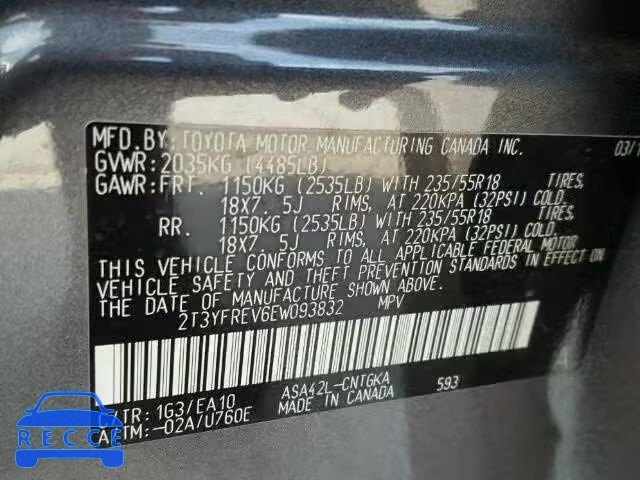 MFD.BY: TOYOTA MOTOR MANUFACTURING CANADA INC. 03/1
GVWR: 2035KG (4485LB)
GAWR: FRT. 1150KG (2535LB) WITH 235/55R18 TIRES,
18X7.5J RIMS, AT 220KPA (32PSI) COLD.
RR. 1150KG (2535LB) WITH 235/55R18 TIRES,
18X7.5J RIMS, AT 220KPA (32PSI) COLD.
THIS VEHICLE CONFORMS TO ALL APPLICABLE FEDERAL MOTOR
VEHICLE SAFETY AND THEFT PREVENTION STANDARDS IN EFFECT
ON THE DATE OF MANUFACTURE SHOWN ABOVE.
2T3YFREV6EW093832 MPV
ASA42L-CNTGKA 593
C/TR: 1G3/EA10 MADE IN CANADA
A/TM: -02A/U760E
RECCE